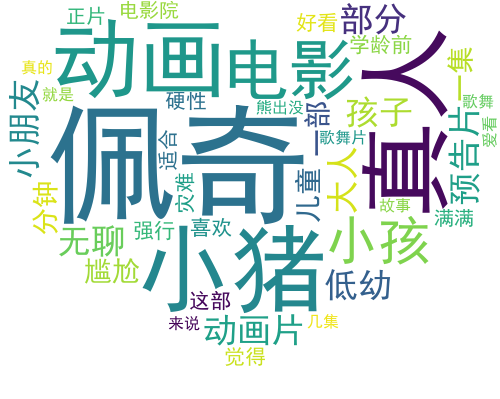 正片
电影院
好看
部分
动画
电影
真人
学龄前
真的
就是
硬性
熊出没
一集
小朋友
佩奇
一部
孩子
歌舞
歌舞片
预告片
爱看
适合
灾难
儿童
大人
分钟
故事
满满
无聊
强行
喜欢
小猪
小孩
尴尬
低幼
这部
来说
动画片
几集
觉得